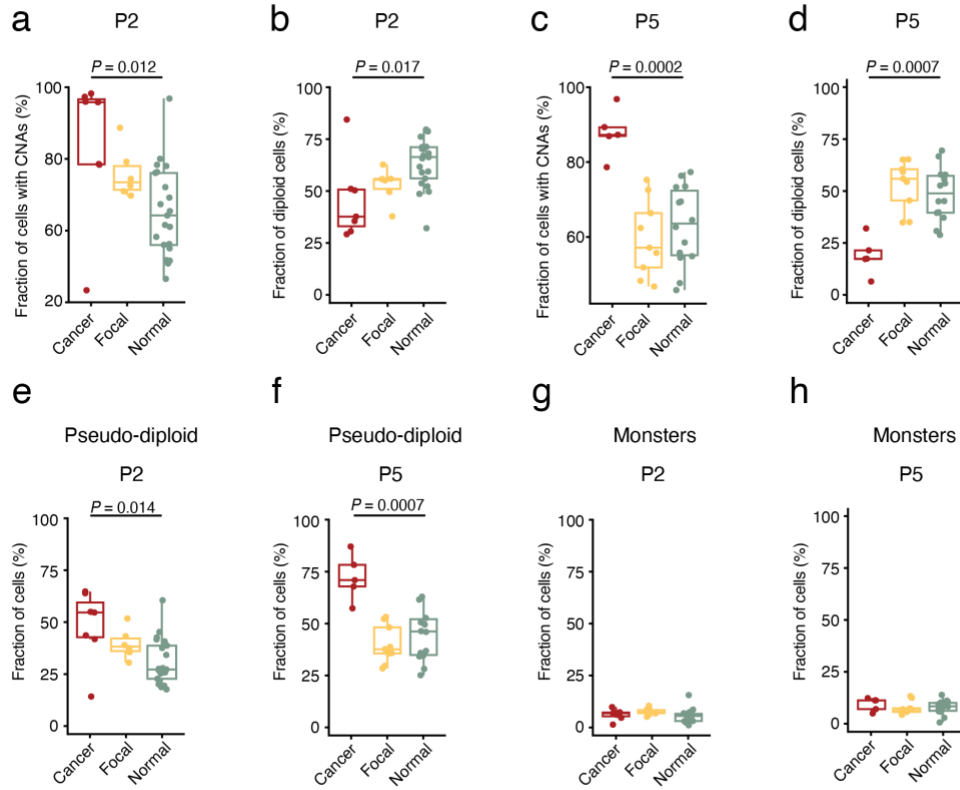 a
P2
P = 0.012
Fraction of cells with CNAs (%)
100
80
60
20
Cancer
Focal
Normal
b
P2
P = 0.017
Fraction of diploid cells (%)
100
75
50
25
0
Cancer
Focal
Normal
c
P5
P = 0.0002
Fraction of cells with CNAs (%)
100
80
60
Cancer
Focal
Normal
d
P5
P = 0.0007
Fraction of diploid cells (%)
100
75
50
25
0
Cancer
Focal
Normal
e
Pseudo-diploid
P2
P = 0.014
Fraction of cells (%)
100
75
50
25
0
Cancer
Focal
Normal
f
Pseudo-diploid
P5
P = 0.0007
Fraction of cells (%)
100
75
50
25
0
Cancer
Focal
Normal
g
Monsters
P2
Fraction of cells (%)
100
75
50
25
0
Cancer
Focal
Normal
h
Monsters
P5
Fraction of cells (%)
100
75
50
25
0
Cancer
Focal
Normal